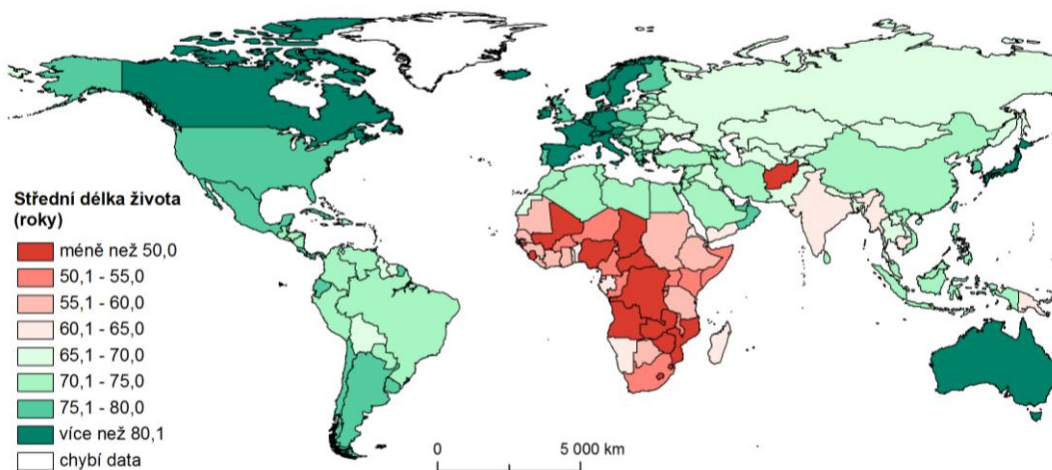 Střední délka života
(roky)
méně než 50,0
50,1 - 55,0
55,1 - 60,0
60,1 - 65,0
65,1 - 70,0
70,1 - 75,0
75,1 - 80,0
více než 80,1
chybí data
0 5 000 km